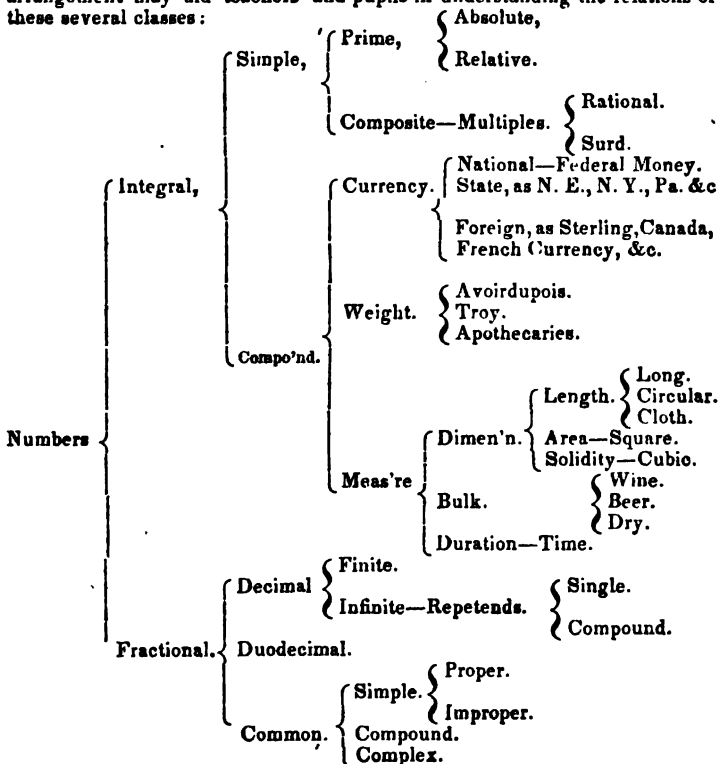 arrangement may aid teachers and pupils in understanding the relations of
these several classes:
Absolute,
Prime,
Simple,
Relative.
Rational.
Composite—Multiples.
Surd.
National—Federal Money.
Integral,
Currency.
State, as N. E., N. Y., Pa. &c
Foreign, as Sterling, Canada,
French Currency, &c.
Avoirdupois.
Weight.
Troy.
Apothecaries.
Compo'nd.
Long.
Length.
Circular.
Cloth.
Numbers
Dimen'n.
Area—Square.
Solidity—Cubic.
Meas're
Wine.
Bulk.
Beer.
Dry.
Duration—Time.
Finite.
Decimal
Single.
Infinite—Repetends.
Compound.
Fractional.
Duodecimal.
Proper.
Simple.
Improper.
Common.
Compound.
Complex.